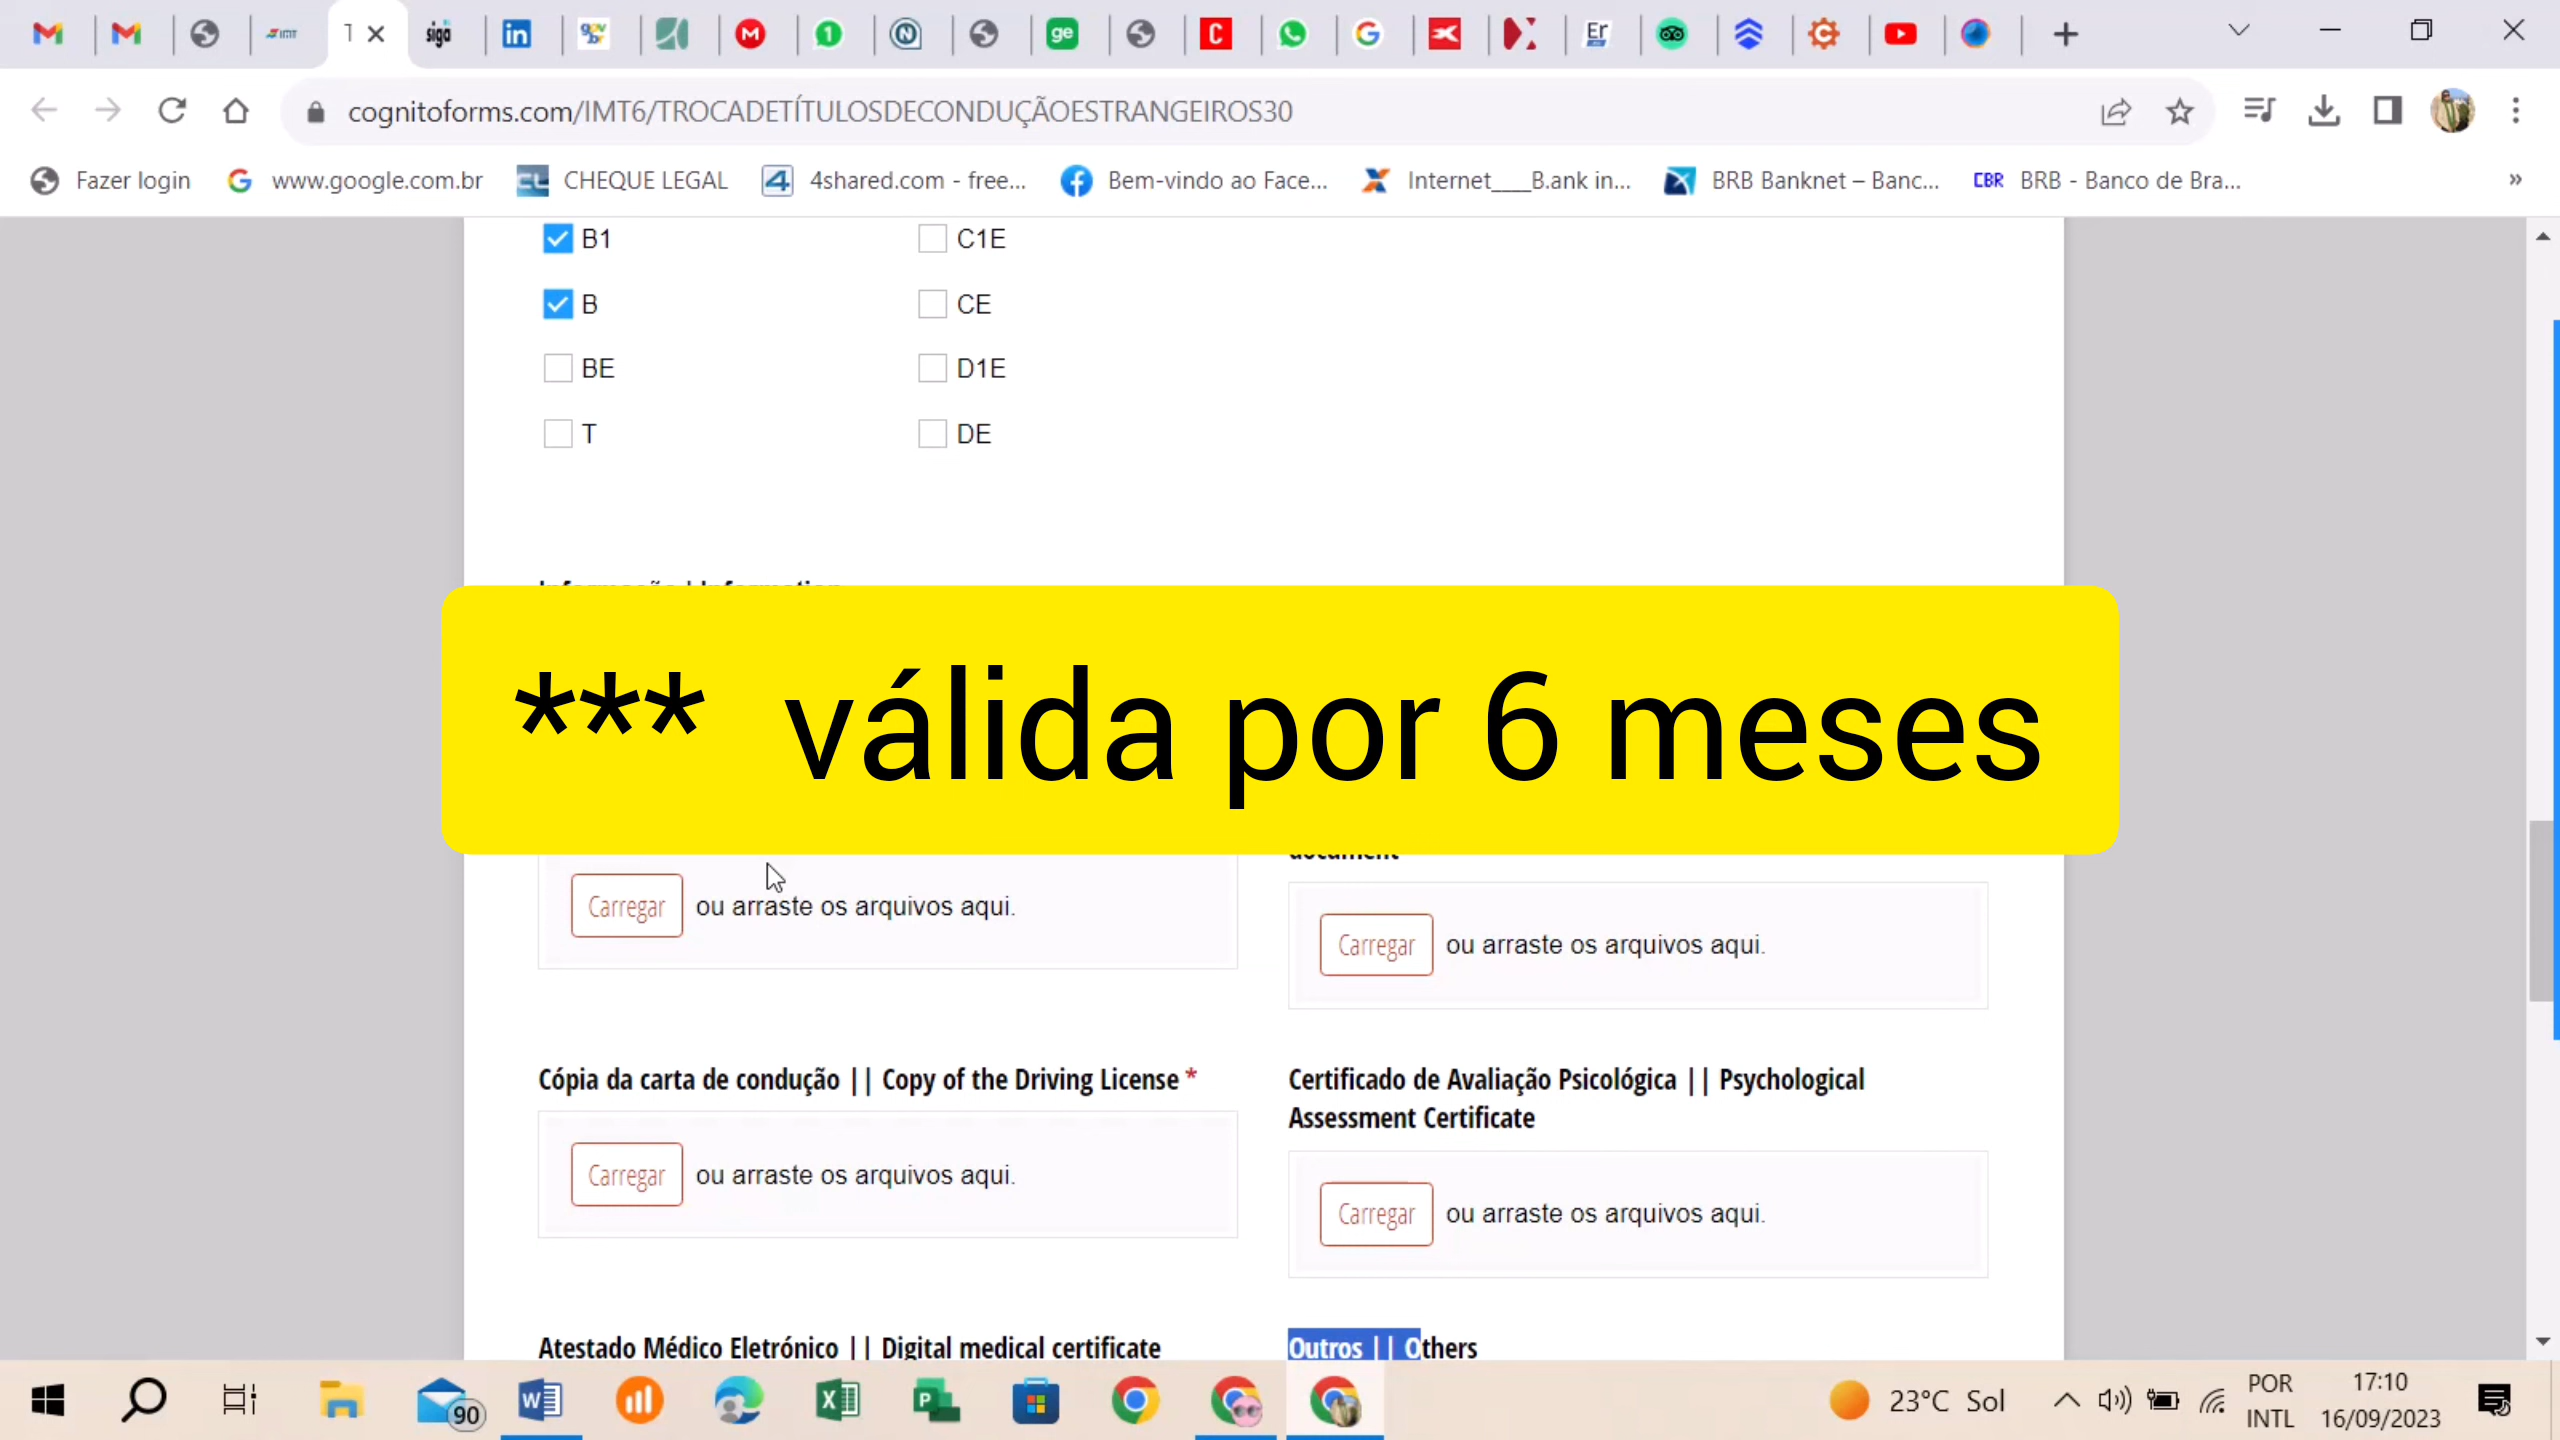 cognitoforms.com/IMT6/TROCADETÍTULOSDECONDUÇÃOESTRANGEIROS30
Fazer login
www.google.com.br
CHEQUE LEGAL
4shared.com - free...
Bem-vindo ao Face...
Internet____B.ank in...
BRB Banknet – Banc...
CBR BRB - Banco de Bra...
»
B1
C1E
B
CE
BE
D1E
T
DE
*** válida por 6 meses
document
Carregar ou arraste os arquivos aqui.
Carregar ou arraste os arquivos aqui.
Cópia da carta de condução || Copy of the Driving License *
Certificado de Avaliação Psicológica || Psychological
Assessment Certificate
Carregar ou arraste os arquivos aqui.
Carregar ou arraste os arquivos aqui.
Atestado Médico Eletrónico || Digital medical certificate
Outros || Others
90
23°C Sol
POR
INTL
17:10
16/09/2023